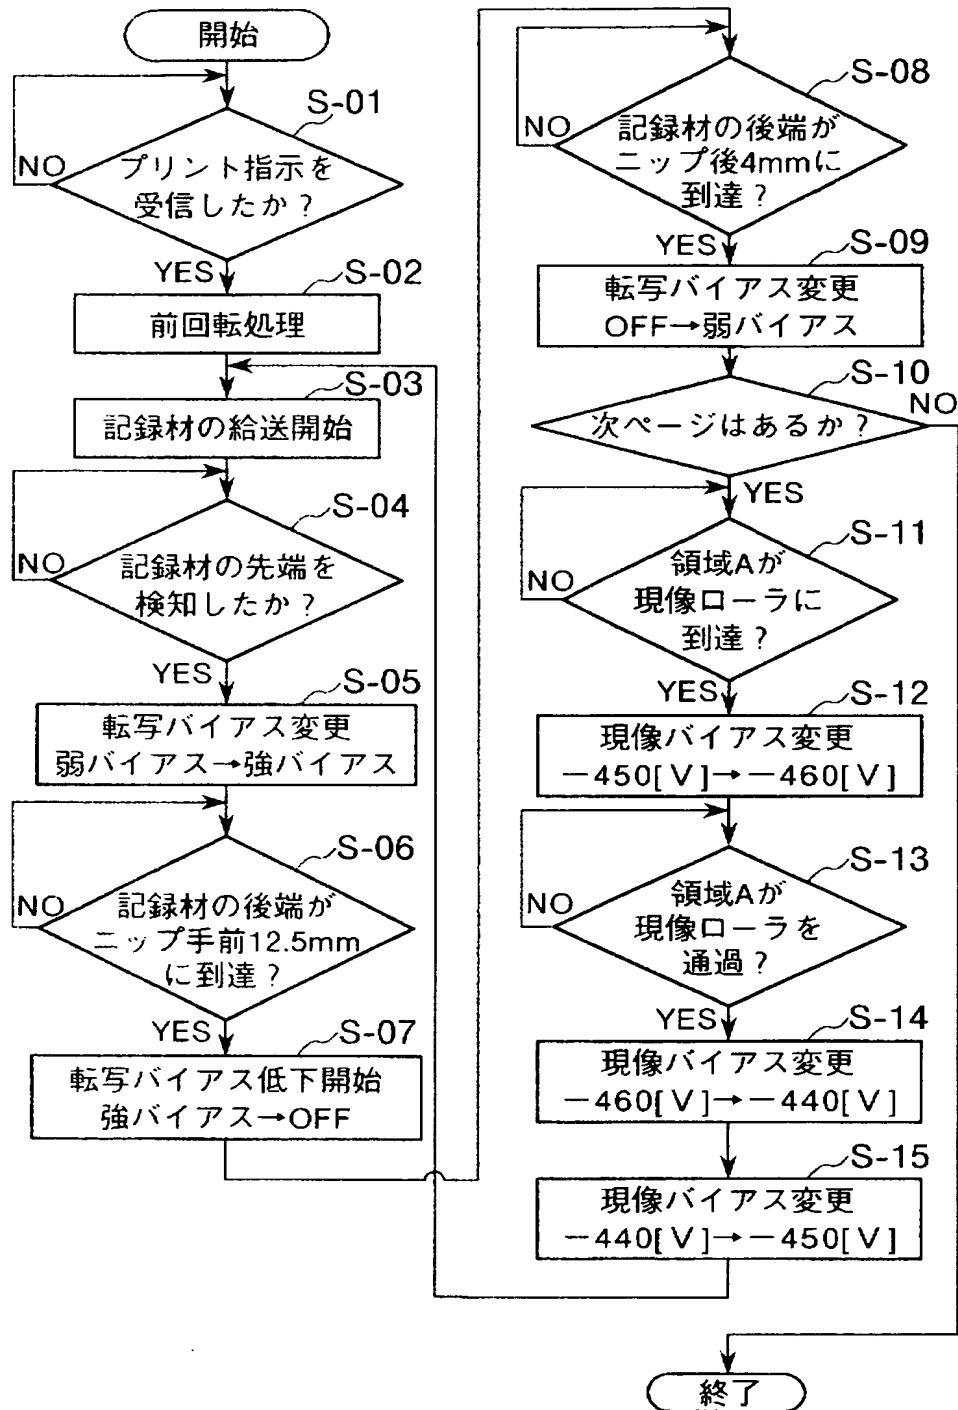 開始
S-01
プリント指示を
受信したか？
NO
YES
S-02
前回転処理
S-03
記録材の給送開始
S-04
記録材の先端を
検知したか？
NO
YES
S-05
転写バイアス変更
弱バイアス→強バイアス
S-06
記録材の後端が
ニップ手前12.5mm
に到達？
NO
YES
S-07
転写バイアス低下開始
強バイアス→OFF
S-08
記録材の後端が
ニップ後4mmに
到達？
NO
YES
S-09
転写バイアス変更
OFF→弱バイアス
S-10
次ページはあるか？
NO
YES
S-11
領域Aが
現像ローラに
到達？
NO
YES
S-12
現像バイアス変更
－450[V]→－460[V]
S-13
領域Aが
現像ローラを
通過？
NO
YES
S-14
現像バイアス変更
－460[V]→－440[V]
S-15
現像バイアス変更
－440[V]→－450[V]
終了